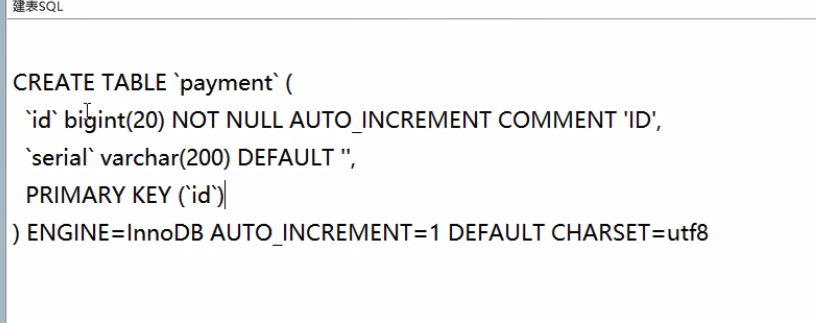 建表SQL
CREATE TABLE `payment` (
`id` bigint(20) NOT NULL AUTO_INCREMENT COMMENT 'ID',
`serial` varchar(200) DEFAULT '',
PRIMARY KEY (`id`)
) ENGINE=InnoDB AUTO_INCREMENT=1 DEFAULT CHARSET=utf8